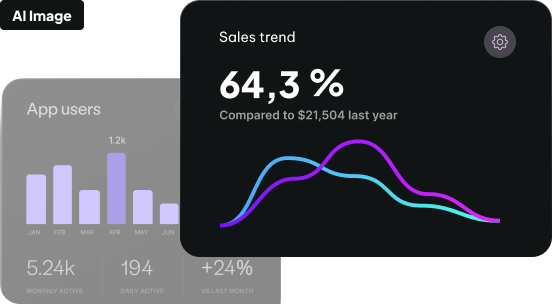 AI Image
Sales trend
64,3 %
Compared to $21,504 last year
App users
1.2k
JAN FEB MAR APR MAY JUN
5.24k 194 +24%
MONTHLY ACTIVE DAILY ACTIVE VS LAST MONTH